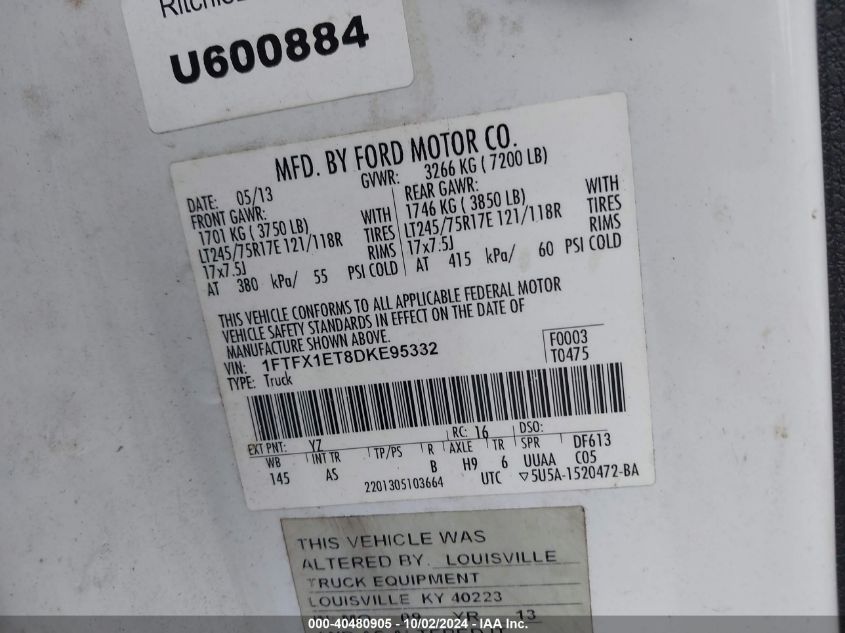 U600884
MFD. BY FORD MOTOR CO.
DATE: 05/13 GVWR: 3266 KG ( 7200 LB)
FRONT GAWR: REAR GAWR:
1701 KG ( 3750 LB) WITH 1746 KG ( 3850 LB) WITH
LT245/75R17E 121/118R TIRES LT245/75R17E 121/118R TIRES
17x7.5J RIMS 17x7.5J RIMS
AT 380 kPa/ 55 PSI COLD AT 415 kPa/ 60 PSI COLD
THIS VEHICLE CONFORMS TO ALL APPLICABLE FEDERAL MOTOR
VEHICLE SAFETY STANDARDS IN EFFECT ON THE DATE OF
MANUFACTURE SHOWN ABOVE.
VIN: 1FTFX1ET8DKE95332 F0003
TYPE: Truck T0475
EXT PNT: YZ RC: 16 DSO:
WB INT TR TP/PS R AXLE TR SPR DF613
145 AS B H9 6 UUAA C05
2201305103664 UTC ▽5U5A-1520472-BA
THIS VEHICLE WAS
ALTERED BY. LOUISVILLE
TRUCK EQUIPMENT
LOUISVILLE KY 40223
YR 13
000-40480905 - 10/02/2024 - IAA Inc.